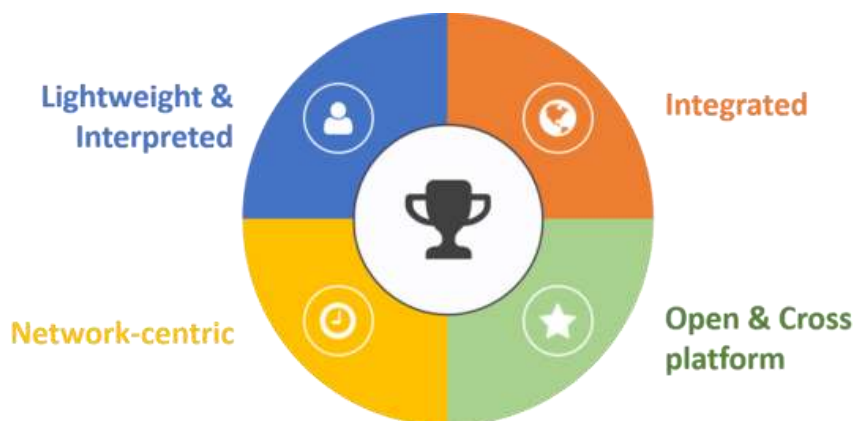 Lightweight &
Interpreted
Integrated
Network-centric
Open & Cross
platform